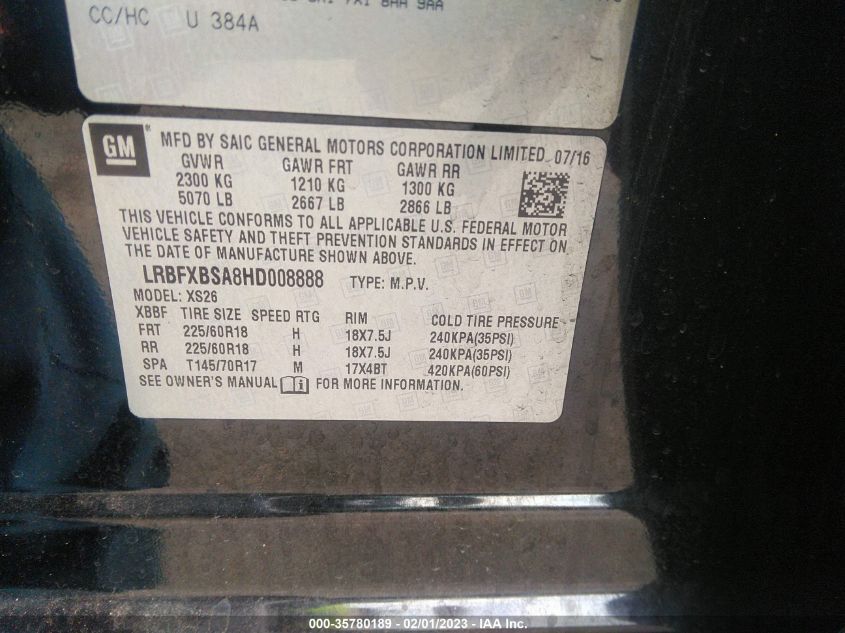 8AA 9AA
CC/HC U 384A
GM
MFD BY SAIC GENERAL MOTORS CORPORATION LIMITED 07/16
GVWR GAWR FRT GAWR RR
2300 KG 1210 KG 1300 KG
5070 LB 2667 LB 2866 LB
THIS VEHICLE CONFORMS TO ALL APPLICABLE U.S. FEDERAL MOTOR
VEHICLE SAFETY AND THEFT PREVENTION STANDARDS IN EFFECT ON
THE DATE OF MANUFACTURE SHOWN ABOVE.
LRBFXBSA8HD008888 TYPE: M.P.V.
MODEL: XS26
XBBF TIRE SIZE SPEED RTG RIM COLD TIRE PRESSURE
FRT 225/60R18 H 18X7.5J 240KPA(35PSI)
RR 225/60R18 H 18X7.5J 240KPA(35PSI)
SPA T145/70R17 M 17X4BT 420KPA(60PSI)
SEE OWNER'S MANUAL FOR MORE INFORMATION.
000-35780189 - 02/01/2023 - IAA Inc.